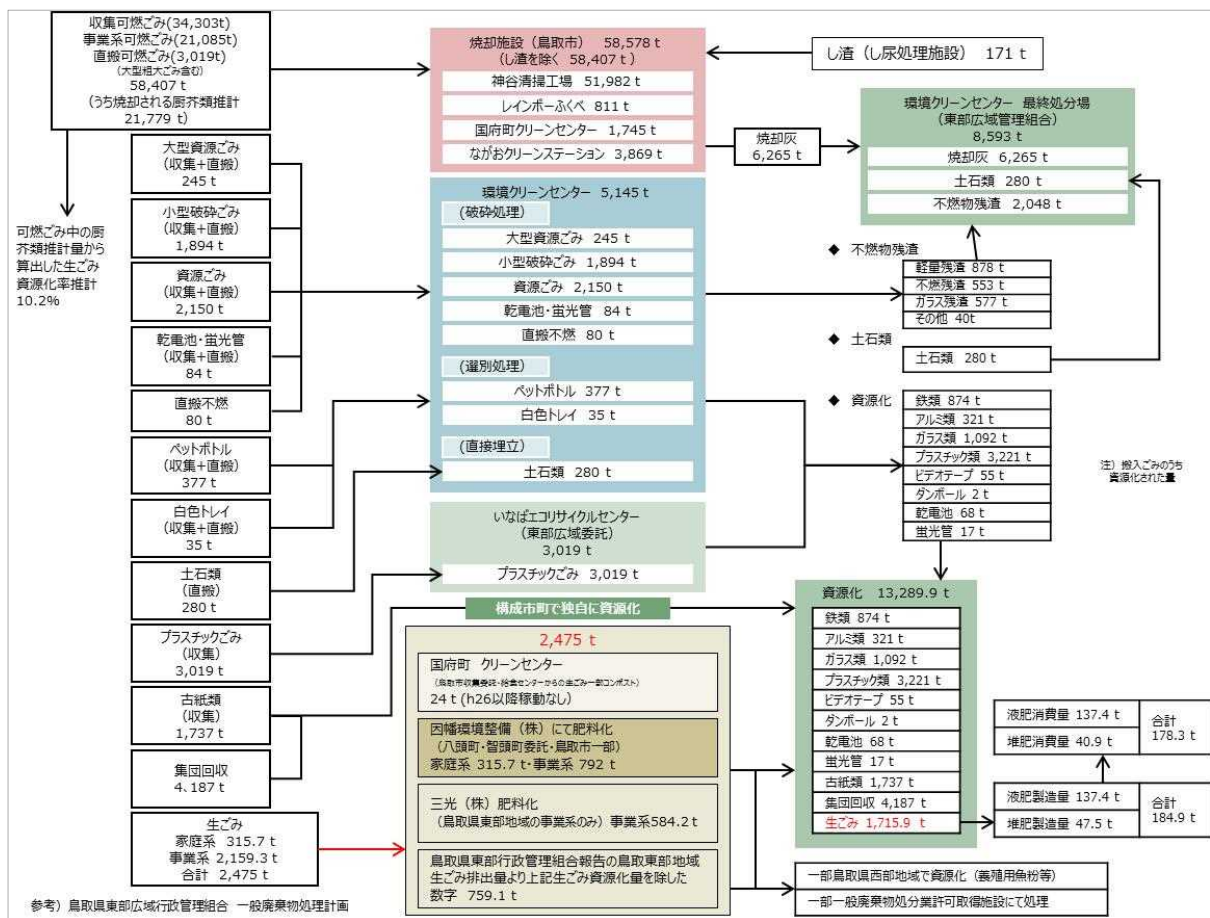 収集可燃ごみ(34,303t)
事業系可燃ごみ(21,085t)
直搬可燃ごみ(3,019t)
(大型粗大ごみ含む)
58,407 t
(うち焼却される厨芥類推計
21,779 t)
可燃ごみ中の厨
芥類推計量から
算出した生ごみ
資源化率推計
10.2%
大型資源ごみ
(収集+直搬)
245 t
小型破砕ごみ
(収集+直搬)
1,894 t
資源ごみ
(収集+直搬)
2,150 t
乾電池・蛍光管
(収集+直搬)
84 t
直搬不燃
80 t
ペットボトル
(収集+直搬)
377 t
白色トレイ
(収集+直搬)
35 t
土石類
(直搬)
280 t
プラスチックごみ
(収集)
3,019 t
古紙類
(収集)
1,737 t
集団回収
4、187 t
生ごみ
家庭系 315.7 t
事業系 2,159.3 t
合計 2,475 t
焼却施設（鳥取市） 58,578 t
(し渣を除く 58,407 t)
神谷清掃工場 51,982 t
レインボーふくべ 811 t
国府町クリーンセンター 1,745 t
ながおクリーンステーション 3,869 t
し渣（し尿処理施設） 171 t
焼却灰
6,265 t
環境クリーンセンター 最終処分場
(東部広域管理組合)
8,593 t
焼却灰 6,265 t
土石類 280 t
不燃物残渣 2,048 t
環境クリーンセンター 5,145 t
(破砕処理)
大型資源ごみ 245 t
小型破砕ごみ 1,894 t
資源ごみ 2,150 t
乾電池・蛍光管 84 t
直搬不燃 80 t
(選別処理)
ペットボトル 377 t
白色トレイ 35 t
(直接埋立)
土石類 280 t
◆ 不燃物残渣
軽量残渣 878 t
不燃残渣 553 t
ガラス残渣 577 t
その他 40t
◆ 土石類
土石類 280 t
◆ 資源化
鉄類 874 t
アルミ類 321 t
ガラス類 1,092 t
プラスチック類 3,221 t
ビデオテープ 55 t
ダンボール 2 t
乾電池 68 t
蛍光管 17 t
注）搬入ごみのうち
資源化された量
いなばエコリサイクルセンター
(東部広域委託)
3,019 t
プラスチックごみ 3,019 t
構成市町で独自に資源化
2,475 t
国府町 クリーンセンター
(鳥取市収集委託・給食センターからの生ごみ一部コンポスト)
24 t (h26以降稼動なし)
因幡環境整備（株）にて肥料化
(八頭町・智頭町委託・鳥取市一部)
家庭系 315.7 t・事業系 792 t
三光（株）肥料化
(鳥取県東部地域の事業系のみ) 事業系584.2t
鳥取県東部行政管理組合報告の鳥取東部地域
生ごみ排出量より上記生ごみ資源化量を除した
数字 759.1 t
資源化 13,289.9 t
鉄類 874 t
アルミ類 321 t
ガラス類 1,092 t
プラスチック類 3,221 t
ビデオテープ 55 t
ダンボール 2 t
乾電池 68 t
蛍光管 17 t
古紙類 1,737 t
集団回収 4,187 t
生ごみ 1,715.9 t
液肥消費量 137.4 t
堆肥消費量 40.9 t
合計
178.3 t
液肥製造量 137.4 t
堆肥製造量 47.5 t
合計
184.9 t
一部鳥取県西部地域で資源化（養殖用魚粉等）
一部一般廃棄物処分業許可取得施設にて処理
参考）鳥取県東部広域行政管理組合 一般廃棄物処理計画